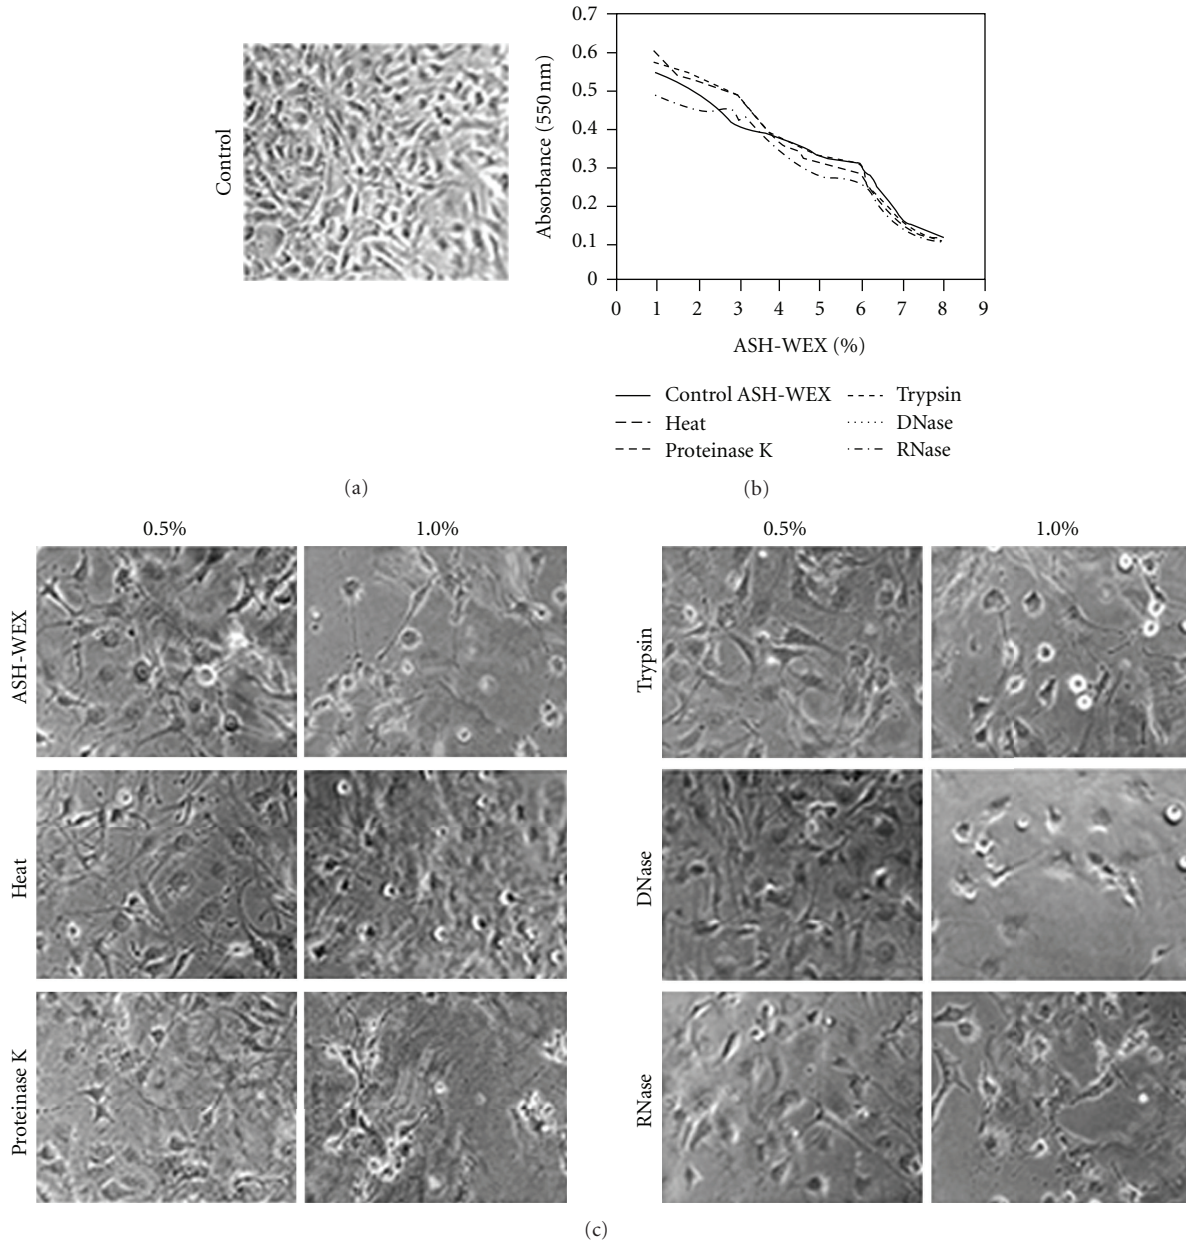 Control
Absorbance (550 nm)
0.7
0.6
0.5
0.4
0.3
0.2
0.1
0
0 1 2 3 4 5 6 7 8 9
ASH-WEX (%)
Control ASH-WEX
Heat
Proteinase K
Trypsin
DNase
RNase
(a)
(b)
0.5% 1.0% 0.5% 1.0%
ASH-WEX
Trypsin
Heat
DNase
Proteinase K
RNase
(c)